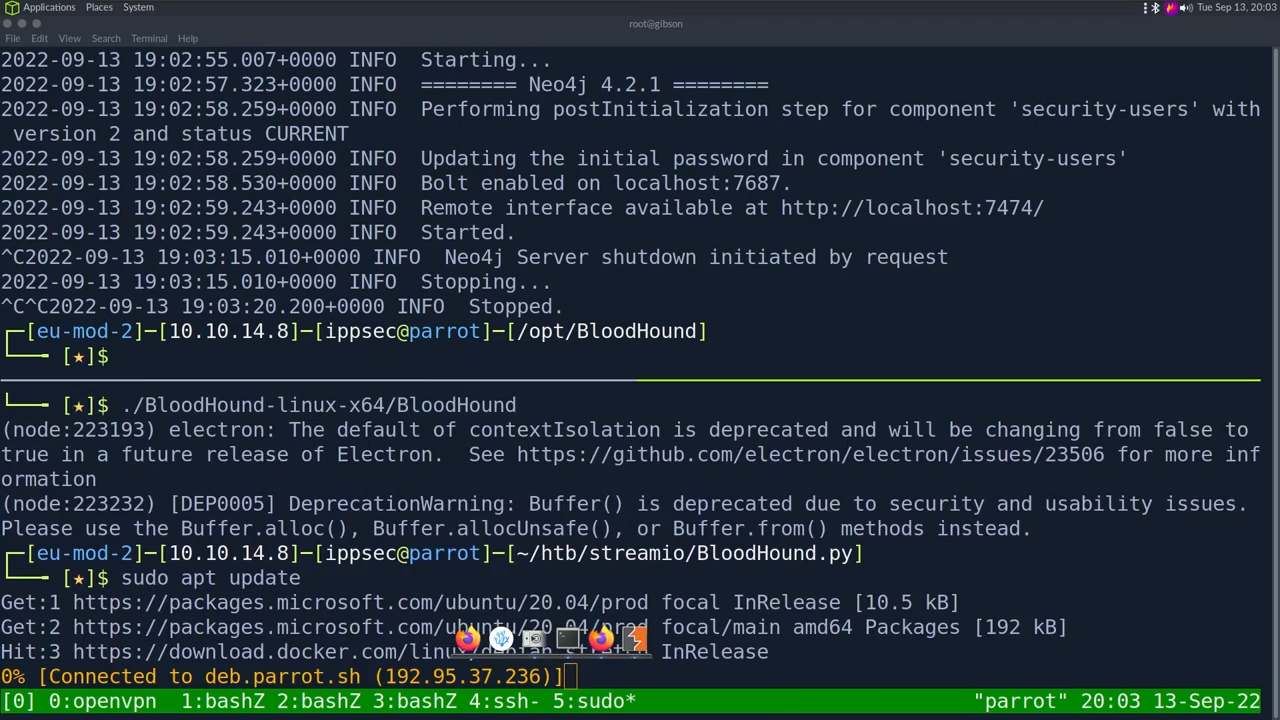 Applications Places System
Tue Sep 13, 20:03
root@gibson
File Edit View Search Terminal Help
2022-09-13 19:02:55.007+0000 INFO  Starting...
2022-09-13 19:02:57.323+0000 INFO  ======== Neo4j 4.2.1 ========
2022-09-13 19:02:58.259+0000 INFO  Performing postInitialization step for component 'security-users' with
 version 2 and status CURRENT
2022-09-13 19:02:58.259+0000 INFO  Updating the initial password in component 'security-users'
2022-09-13 19:02:58.530+0000 INFO  Bolt enabled on localhost:7687.
2022-09-13 19:02:59.243+0000 INFO  Remote interface available at http://localhost:7474/
2022-09-13 19:02:59.243+0000 INFO  Started.
^C2022-09-13 19:03:15.010+0000 INFO  Neo4j Server shutdown initiated by request
2022-09-13 19:03:15.010+0000 INFO  Stopping...
^C^C2022-09-13 19:03:20.200+0000 INFO  Stopped.
┌─[eu-mod-2]─[10.10.14.8]─[ippsec@parrot]─[/opt/BloodHound]
└──╼ [★]$
└──╼ [★]$ ./BloodHound-linux-x64/BloodHound
(node:223193) electron: The default of contextIsolation is deprecated and will be changing from false to
true in a future release of Electron.  See https://github.com/electron/electron/issues/23506 for more inf
ormation
(node:223232) [DEP0005] DeprecationWarning: Buffer() is deprecated due to security and usability issues.
Please use the Buffer.alloc(), Buffer.allocUnsafe(), or Buffer.from() methods instead.
┌─[eu-mod-2]─[10.10.14.8]─[ippsec@parrot]─[~/htb/streamio/BloodHound.py]
└──╼ [★]$ sudo apt update
Get:1 https://packages.microsoft.com/ubuntu/20.04/prod focal InRelease [10.5 kB]
Get:2 https://packages.microsoft.com/ubuntu/20.04/prod focal/main amd64 Packages [192 kB]
Hit:3 https://download.docker.com/linux/debian stretch InRelease
0% [Connected to deb.parrot.sh (192.95.37.236)]
[0] 0:openvpn  1:bashZ 2:bashZ 3:bashZ 4:ssh- 5:sudo* "parrot" 20:03 13-Sep-22